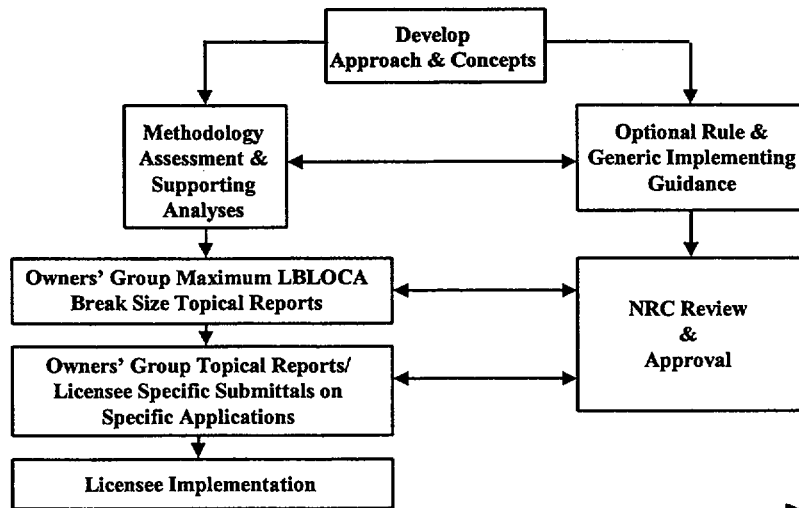 Develop
Approach & Concepts
Methodology
Assessment &
Supporting
Analyses
Optional Rule &
Generic Implementing
Guidance
Owners' Group Maximum LBLOCA
Break Size Topical Reports
NRC Review
&
Approval
Owners' Group Topical Reports/
Licensee Specific Submittals on
Specific Applications
Licensee Implementation